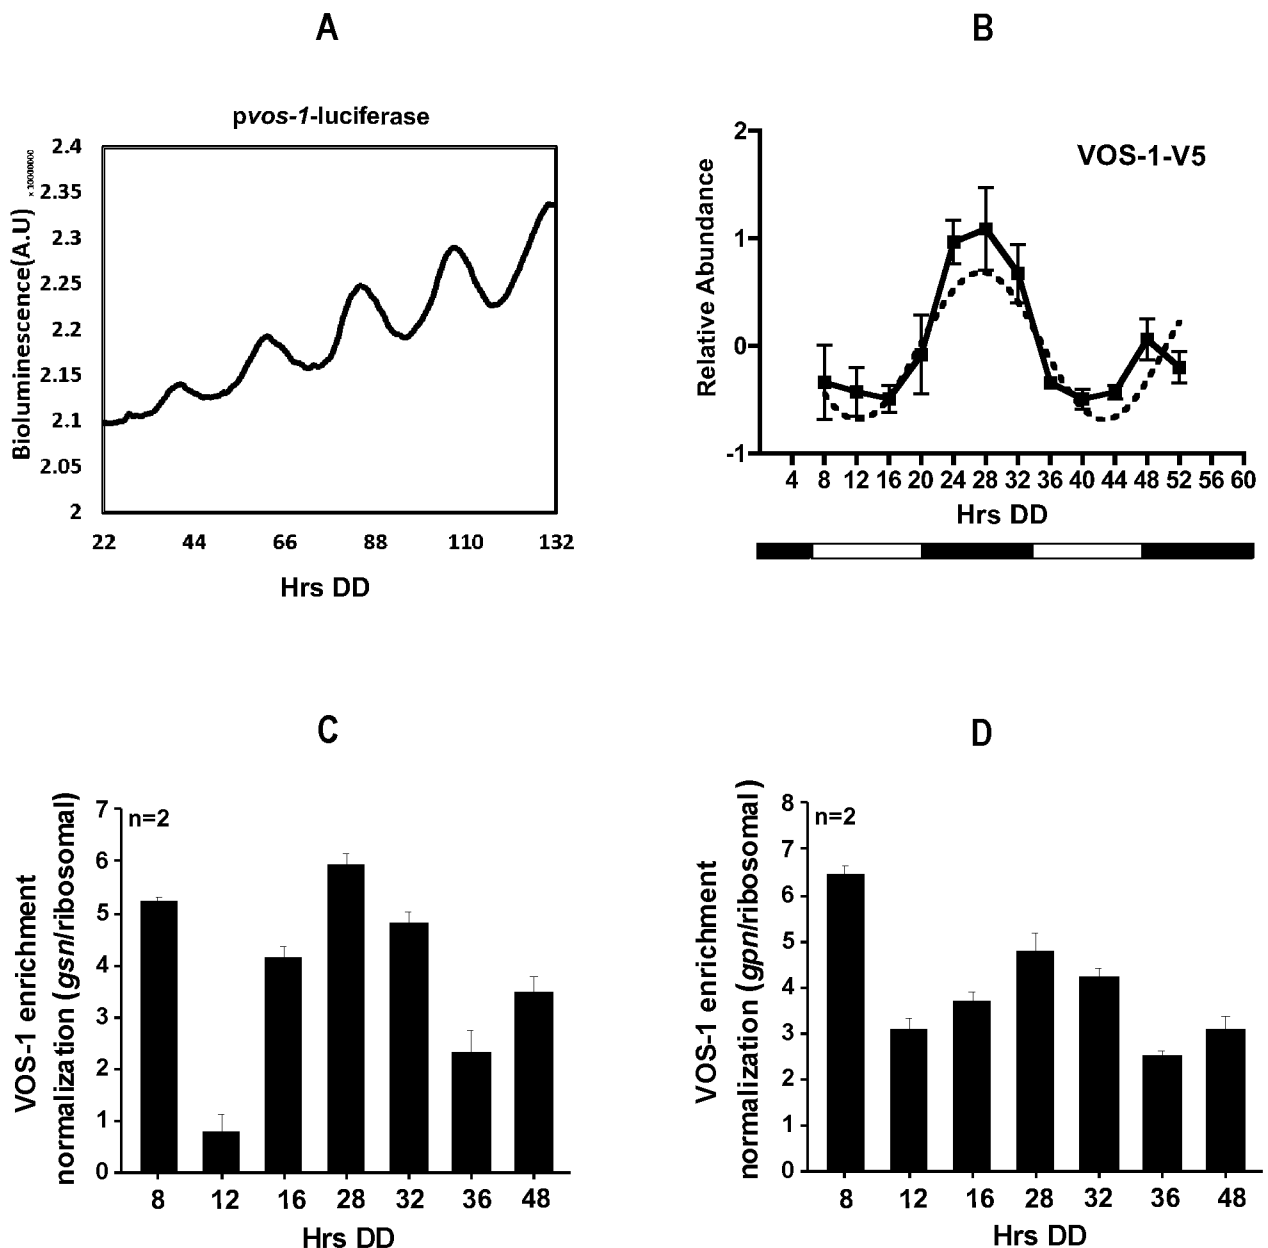 A
pvos-1-luciferase
Bioluminescence(A.U)
x 10000000
2.4
2.35
2.3
2.25
2.2
2.15
2.1
2.05
2
22 44 66 88 110 132
Hrs DD
B
VOS-1-V5
Relative Abundance
2
1
0
-1
4 8 12 16 20 24 28 32 36 40 44 48 52 56 60
Hrs DD
C
n=2
VOS-1 enrichment
normalization (gsn/ribosomal)
7
6
5
4
3
2
1
0
8 12 16 28 32 36 48
Hrs DD
D
n=2
VOS-1 enrichment
normalization (gpn/ribosomal)
8
7
6
5
4
3
2
1
0
8 12 16 28 32 36 48
Hrs DD